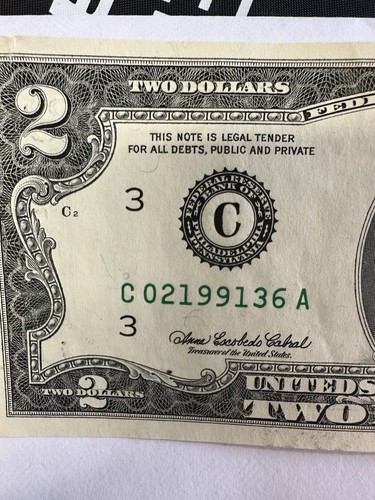 2
TWO DOLLARS
FED
THIS NOTE IS LEGAL TENDER
FOR ALL DEBTS, PUBLIC AND PRIVATE
3
C2
FEDERAL RESERVE
BANK OF
C
PHILADELPHIA
PENNSYLVANIA
C 02199136 A
3
Anna Escobedo Cabral
Treasurer of the United States.
2
TWO DOLLARS
UNITED S
TWO